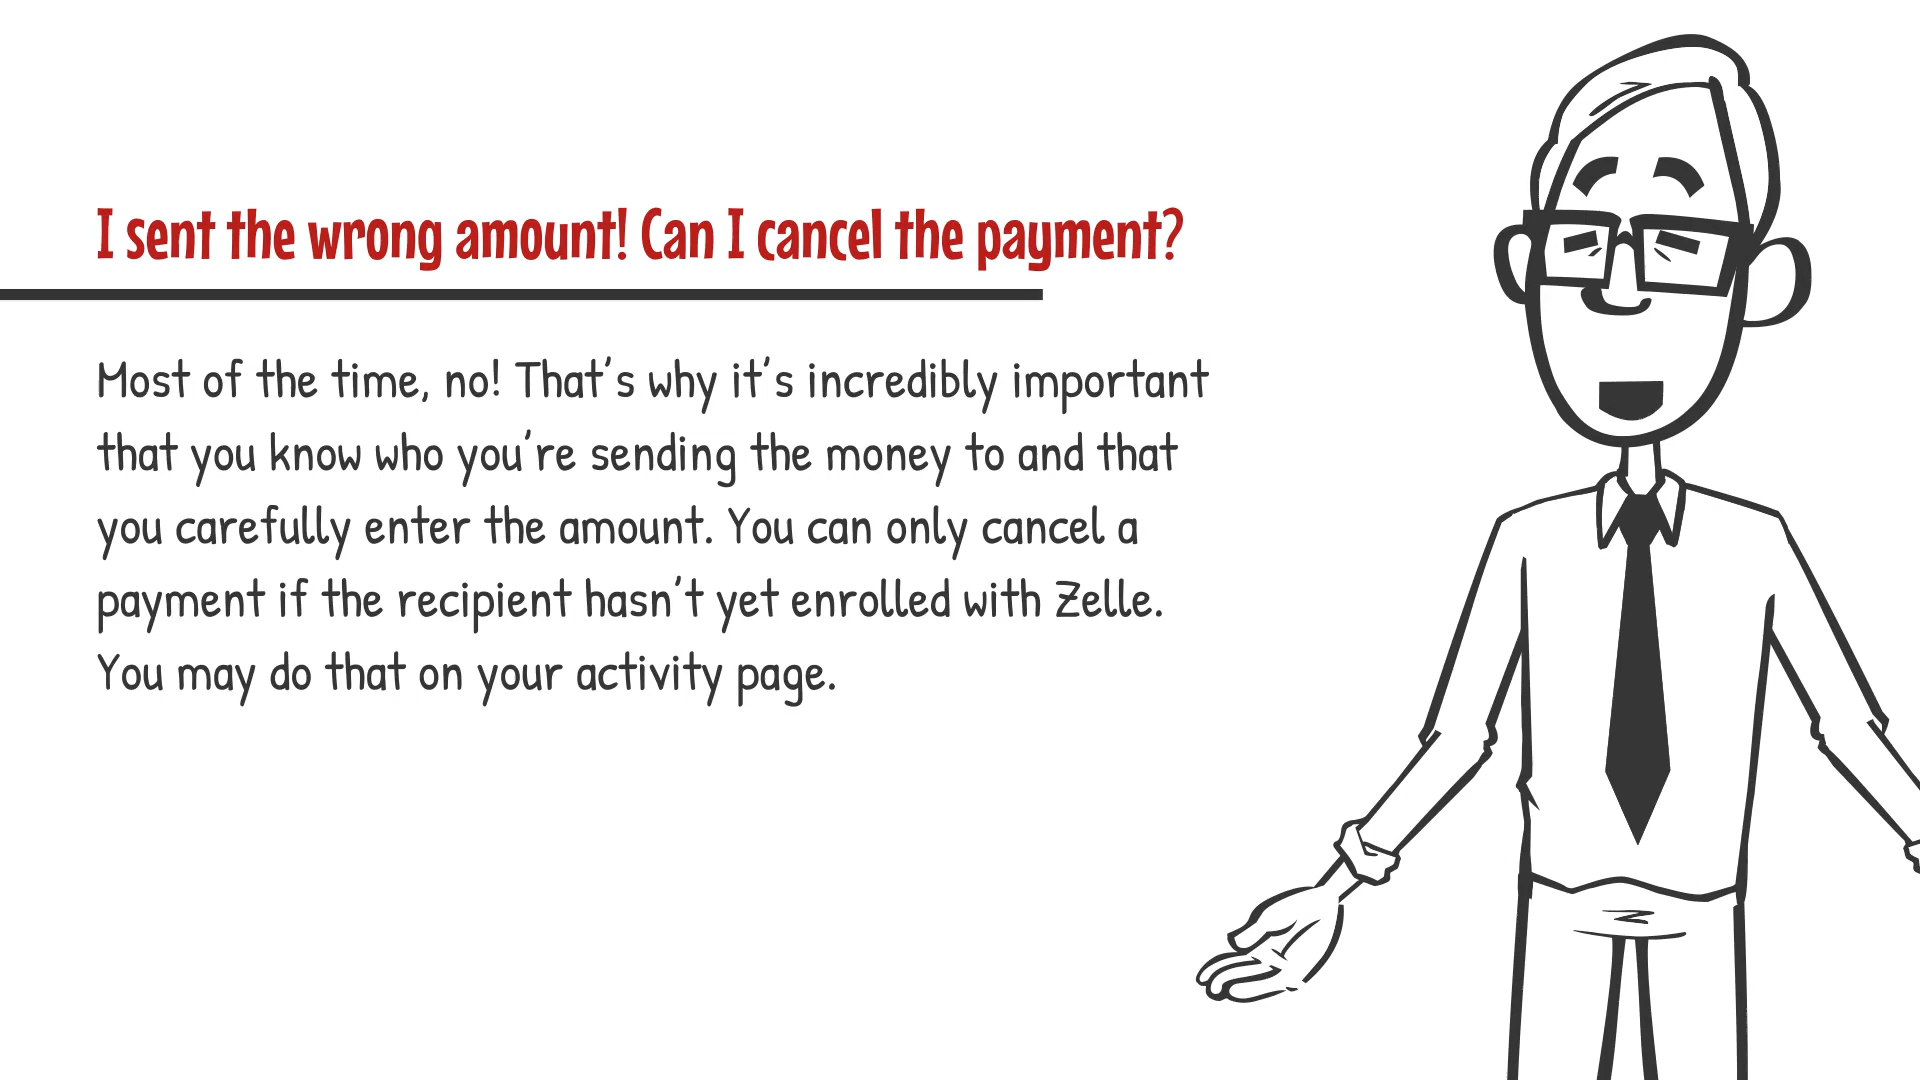 I sent the wrong amount! Can I cancel the payment?
Most of the time, no! That's why it's incredibly important
that you know who you're sending the money to and that
you carefully enter the amount. You can only cancel a
payment if the recipient hasn't yet enrolled with Zelle.
You may do that on your activity page.